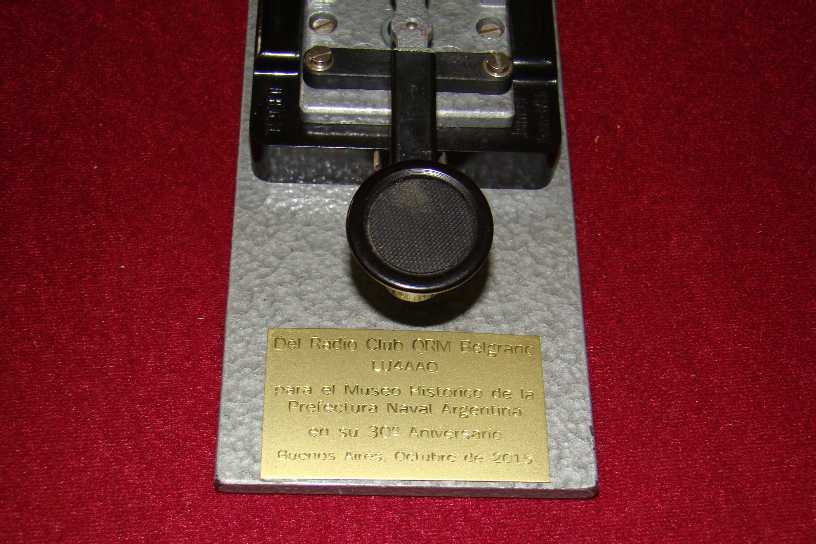 Del Radio Club QRM Belgrano
LU4AAO
para el Museo Histórico de la
Prefectura Naval Argentina
en su 30º Aniversario
Buenos Aires, Octubre de 2015